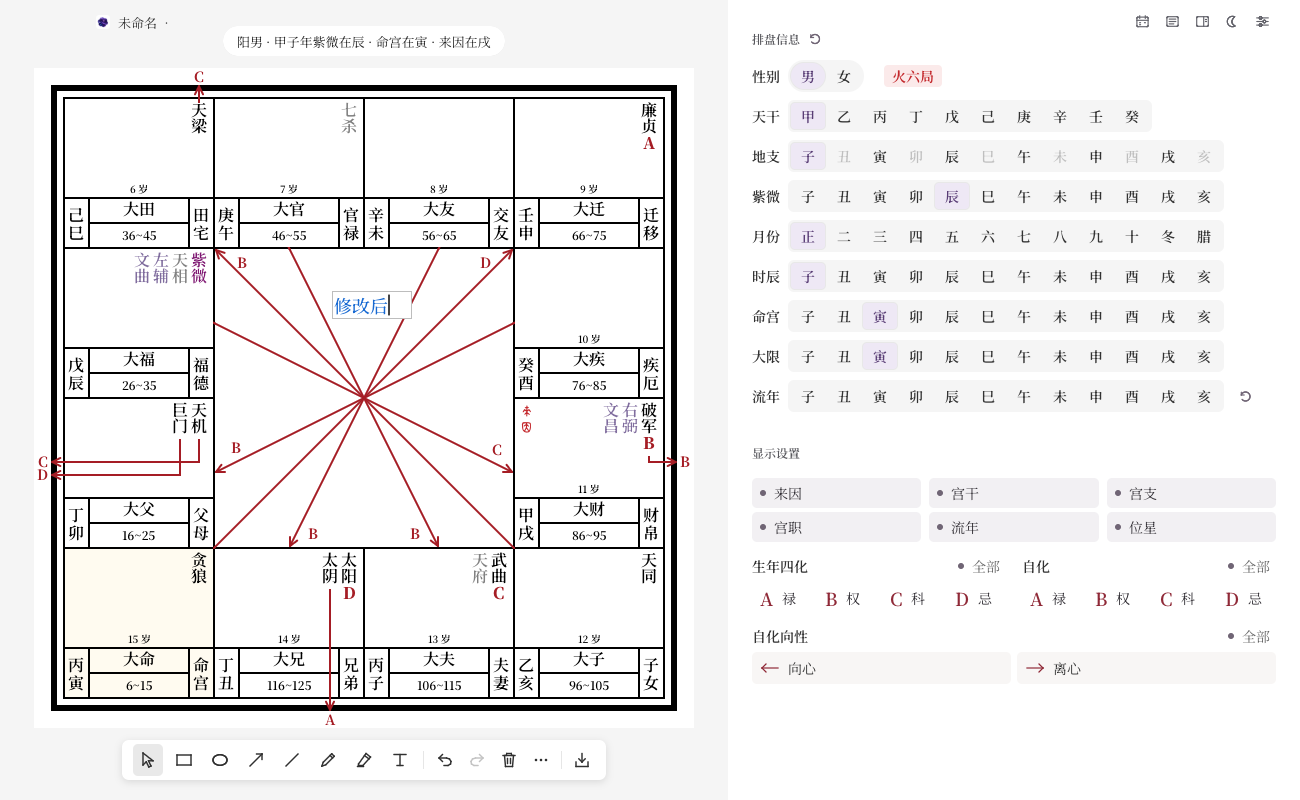 未命名 ·
阳男 · 甲子年紫微在辰 · 命宫在寅 · 来因在戌
C
天梁
6 岁
己巳
大田
36~45
田宅
七杀
7 岁
庚午
大官
46~55
官禄
8 岁
辛未
大友
56~65
交友
廉贞
A
9 岁
壬申
大迁
66~75
迁移
文曲
左辅
天相
紫微
戊辰
大福
26~35
福德
B
D
修改后
10 岁
癸酉
大疾
76~85
疾厄
巨门
天机
C
D
丁卯
大父
16~25
父母
B
C
B
B
文昌
右弼
破军
B
B
11 岁
甲戌
大财
86~95
财帛
贪狼
15 岁
丙寅
大命
6~15
命宫
太阴
太阳
D
14 岁
丁丑
大兄
116~125
兄弟
A
天府
武曲
C
13 岁
丙子
大夫
106~115
夫妻
天同
12 岁
乙亥
大子
96~105
子女
排盘信息
性别 男 女 火六局
天干 甲 乙 丙 丁 戊 己 庚 辛 壬 癸
地支 子 丑 寅 卯 辰 巳 午 未 申 酉 戌 亥
紫微 子 丑 寅 卯 辰 巳 午 未 申 酉 戌 亥
月份 正 二 三 四 五 六 七 八 九 十 冬 腊
时辰 子 丑 寅 卯 辰 巳 午 未 申 酉 戌 亥
命宫 子 丑 寅 卯 辰 巳 午 未 申 酉 戌 亥
大限 子 丑 寅 卯 辰 巳 午 未 申 酉 戌 亥
流年 子 丑 寅 卯 辰 巳 午 未 申 酉 戌 亥
显示设置
来因 宫干 宫支
宫职 流年 位星
生年四化 全部 自化 全部
A 禄 B 权 C 科 D 忌 A 禄 B 权 C 科 D 忌
自化向性 全部
向心 离心